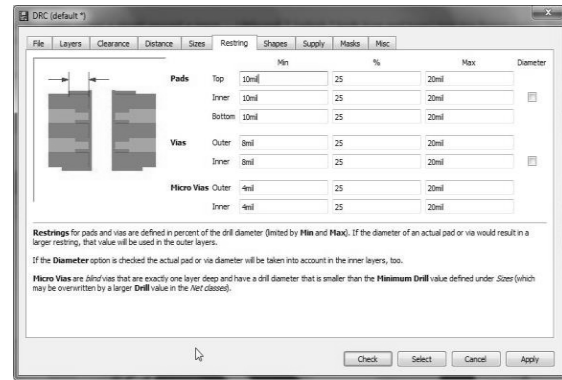 DRC (default *)
File Layers Clearance Distance Sizes Restring Shapes Supply Masks Misc
Min % Max Diameter
Pads Top 10mil 25 20mil
Inner 10mil 25 20mil
Bottom 10mil 25 20mil
Vias Outer 8mil 25 20mil
Inner 8mil 25 20mil
Micro Vias Outer 4mil 25 20mil
Inner 4mil 25 20mil
Restrings for pads and vias are defined in percent of the drill diameter (limited by Min and Max). If the diameter of an actual pad or via would result in a
larger restring, that value will be used in the outer layers.
If the Diameter option is checked the actual pad or via diameter will be taken into account in the inner layers, too.
Micro Vias are blind vias that are exactly one layer deep and have a drill diameter that is smaller than the Minimum Drill value defined under Sizes (which
may be overwritten by a larger Drill value in the Net classes).
Check Select Cancel Apply